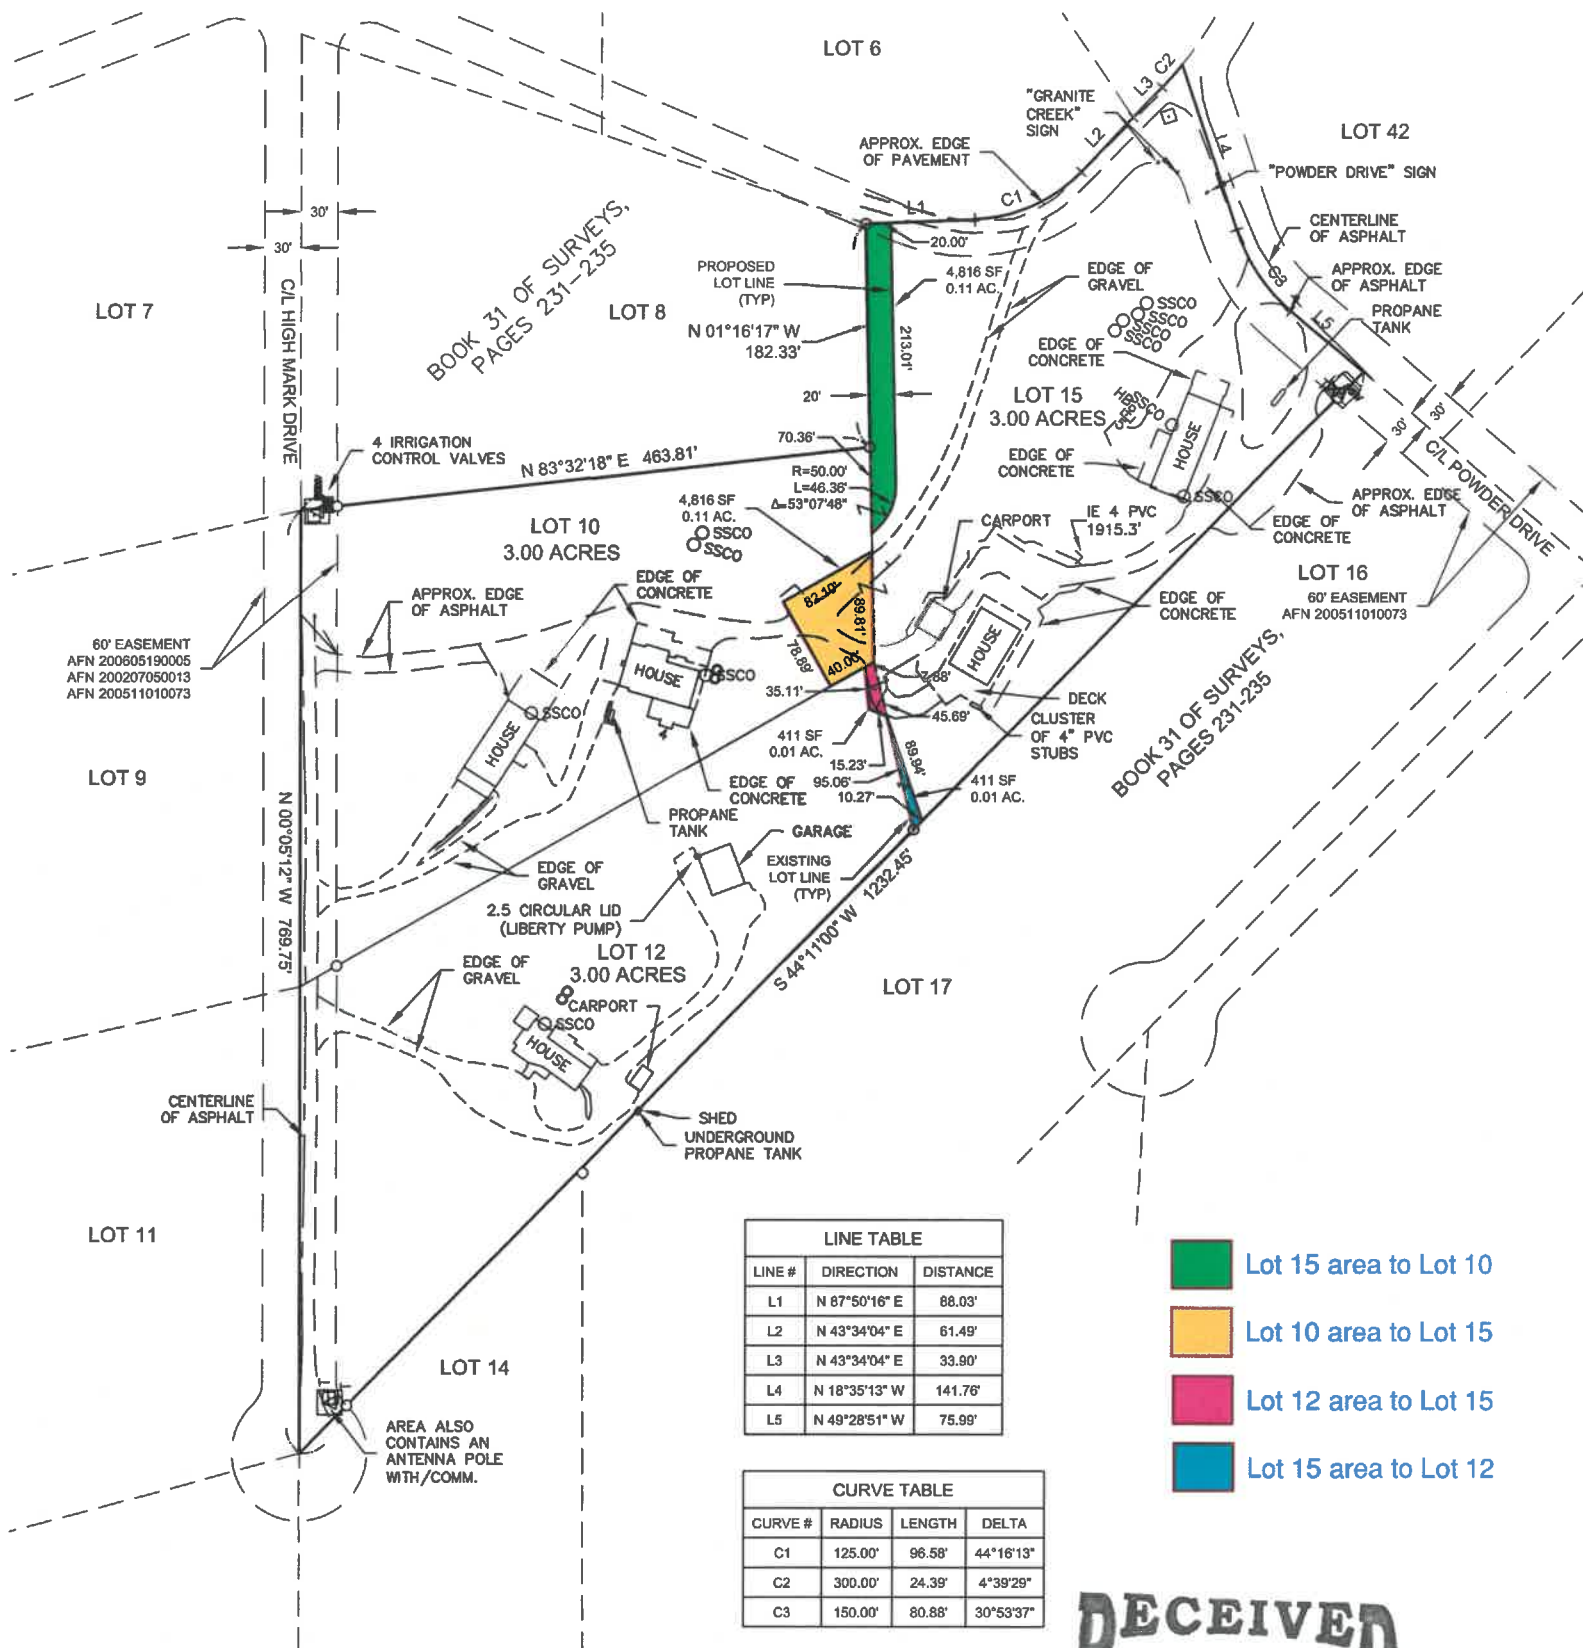 LOT 6
"GRANITE
CREEK"
SIGN
L3
C2
L2
LOT 42
APPROX. EDGE
OF PAVEMENT
L4
"POWDER DRIVE" SIGN
C1
L1
30'
30'
BOOK 31 OF SURVEYS,
PAGES 231-235
20.00'
CENTERLINE
OF ASPHALT
PROPOSED
LOT LINE
(TYP)
4,816 SF
0.11 AC.
EDGE OF
GRAVEL
C3
APPROX. EDGE
OF ASPHALT
LOT 7
C/L HIGH MARK DRIVE
LOT 8
N 01°16'17" W
182.33'
213.01'
SSCO
SSCO
SSCO
SSCO
L5
PROPANE
TANK
EDGE OF
CONCRETE
20'
LOT 15
3.00 ACRES
SSCO
HOUSE
30'
30'
C/L POWDER DRIVE
4 IRRIGATION
CONTROL VALVES
N 83°32'18" E 463.81'
70.36'
R=50.00'
L=46.36'
Δ=53°07'48"
EDGE OF
CONCRETE
SSCO
4,816 SF
0.11 AC.
APPROX. EDGE
OF ASPHALT
LOT 10
3.00 ACRES
SSCO
SSCO
CARPORT
IE 4 PVC
1915.3'
EDGE OF
CONCRETE
EDGE OF
CONCRETE
LOT 16
60' EASEMENT
AFN 200511010073
APPROX. EDGE
OF ASPHALT
82.10'
89.81'
EDGE OF
CONCRETE
60' EASEMENT
AFN 200605190005
AFN 200207050013
AFN 200511010073
HOUSE
HOUSE
SSCO
78.89'
40.00'
7.88'
35.11'
DECK
SSCO
HOUSE
45.69'
CLUSTER
OF 4" PVC
STUBS
BOOK 31 OF SURVEYS,
PAGES 231-235
411 SF
0.01 AC.
15.23'
89.94'
LOT 9
EDGE OF
CONCRETE
95.06'
10.27'
411 SF
0.01 AC.
N 00°05'12" W 769.75'
PROPANE
TANK
GARAGE
EDGE OF
GRAVEL
EXISTING
LOT LINE
(TYP)
2.5 CIRCULAR LID
(LIBERTY PUMP)
S 44°11'00" W 1232.45'
LOT 12
3.00 ACRES
EDGE OF
GRAVEL
LOT 17
CARPORT
SSCO
HOUSE
CENTERLINE
OF ASPHALT
SHED
UNDERGROUND
PROPANE TANK
LOT 11
LOT 14
AREA ALSO
CONTAINS AN
ANTENNA POLE
WITH/COMM.
LINE TABLE
LINE # DIRECTION DISTANCE
L1 N 87°50'16" E 88.03'
L2 N 43°34'04" E 61.49'
L3 N 43°34'04" E 33.90'
L4 N 18°35'13" W 141.76'
L5 N 49°28'51" W 75.99'
Lot 15 area to Lot 10
Lot 10 area to Lot 15
Lot 12 area to Lot 15
Lot 15 area to Lot 12
CURVE TABLE
CURVE # RADIUS LENGTH DELTA
C1 125.00' 96.58' 44°16'13"
C2 300.00' 24.39' 4°39'29"
C3 150.00' 80.88' 30°53'37"
RECEIVED